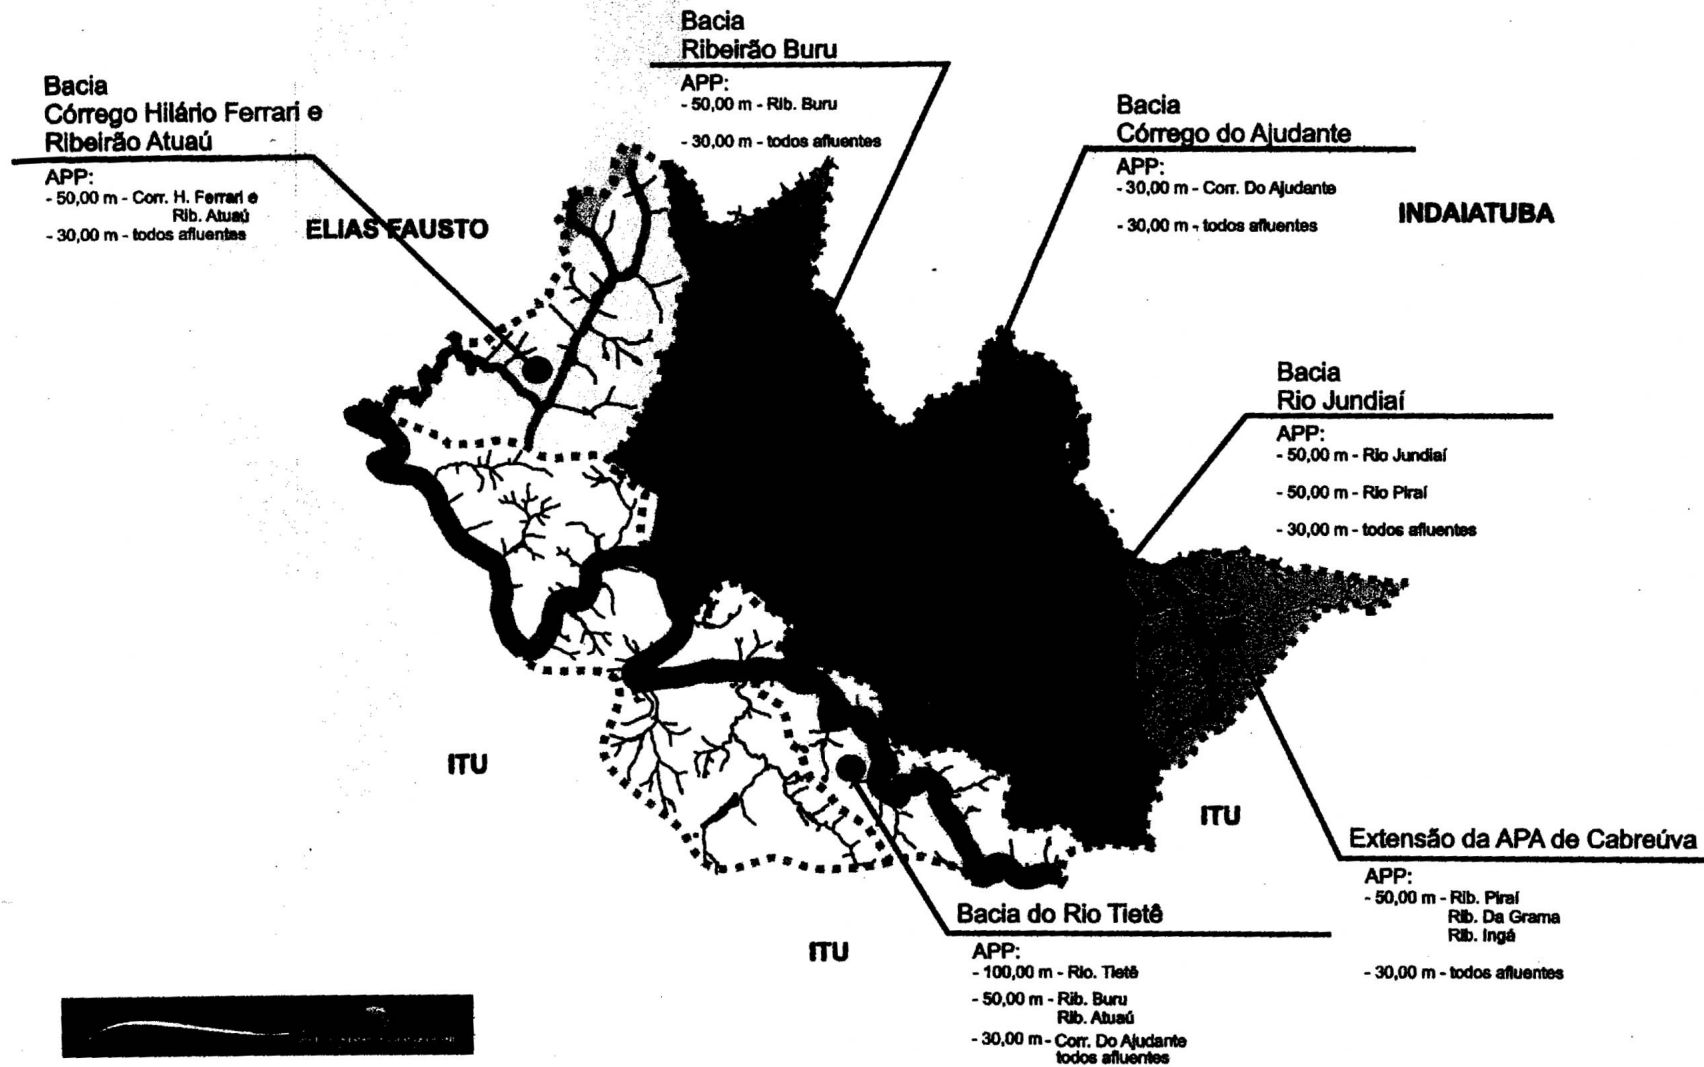 Bacia
Ribeirão Buru
APP:
- 50,00 m - Rib. Buru
- 30,00 m - todos afluentes
Bacia
Córrego Hilário Ferrari e
Ribeirão Atuaú
APP:
- 50,00 m - Corr. H. Ferrari e
Rib. Atuaú
- 30,00 m - todos afluentes
ELIAS FAUSTO
Bacia
Córrego do Ajudante
APP:
- 30,00 m - Corr. Do Ajudante
- 30,00 m - todos afluentes
INDAIATUBA
Bacia
Rio Jundiaí
APP:
- 50,00 m - Rio Jundiaí
- 50,00 m - Rio Piraí
- 30,00 m - todos afluentes
ITU
ITU
Extensão da APA de Cabreúva
APP:
- 50,00 m - Rib. Piraí
Rib. Da Grama
Rib. Ingá
- 30,00 m - todos afluentes
Bacia do Rio Tietê
APP:
- 100,00 m - Rio. Tietê
- 50,00 m - Rib. Buru
Rib. Atuaú
- 30,00 m - Corr. Do Ajudante
todos afluentes
ITU